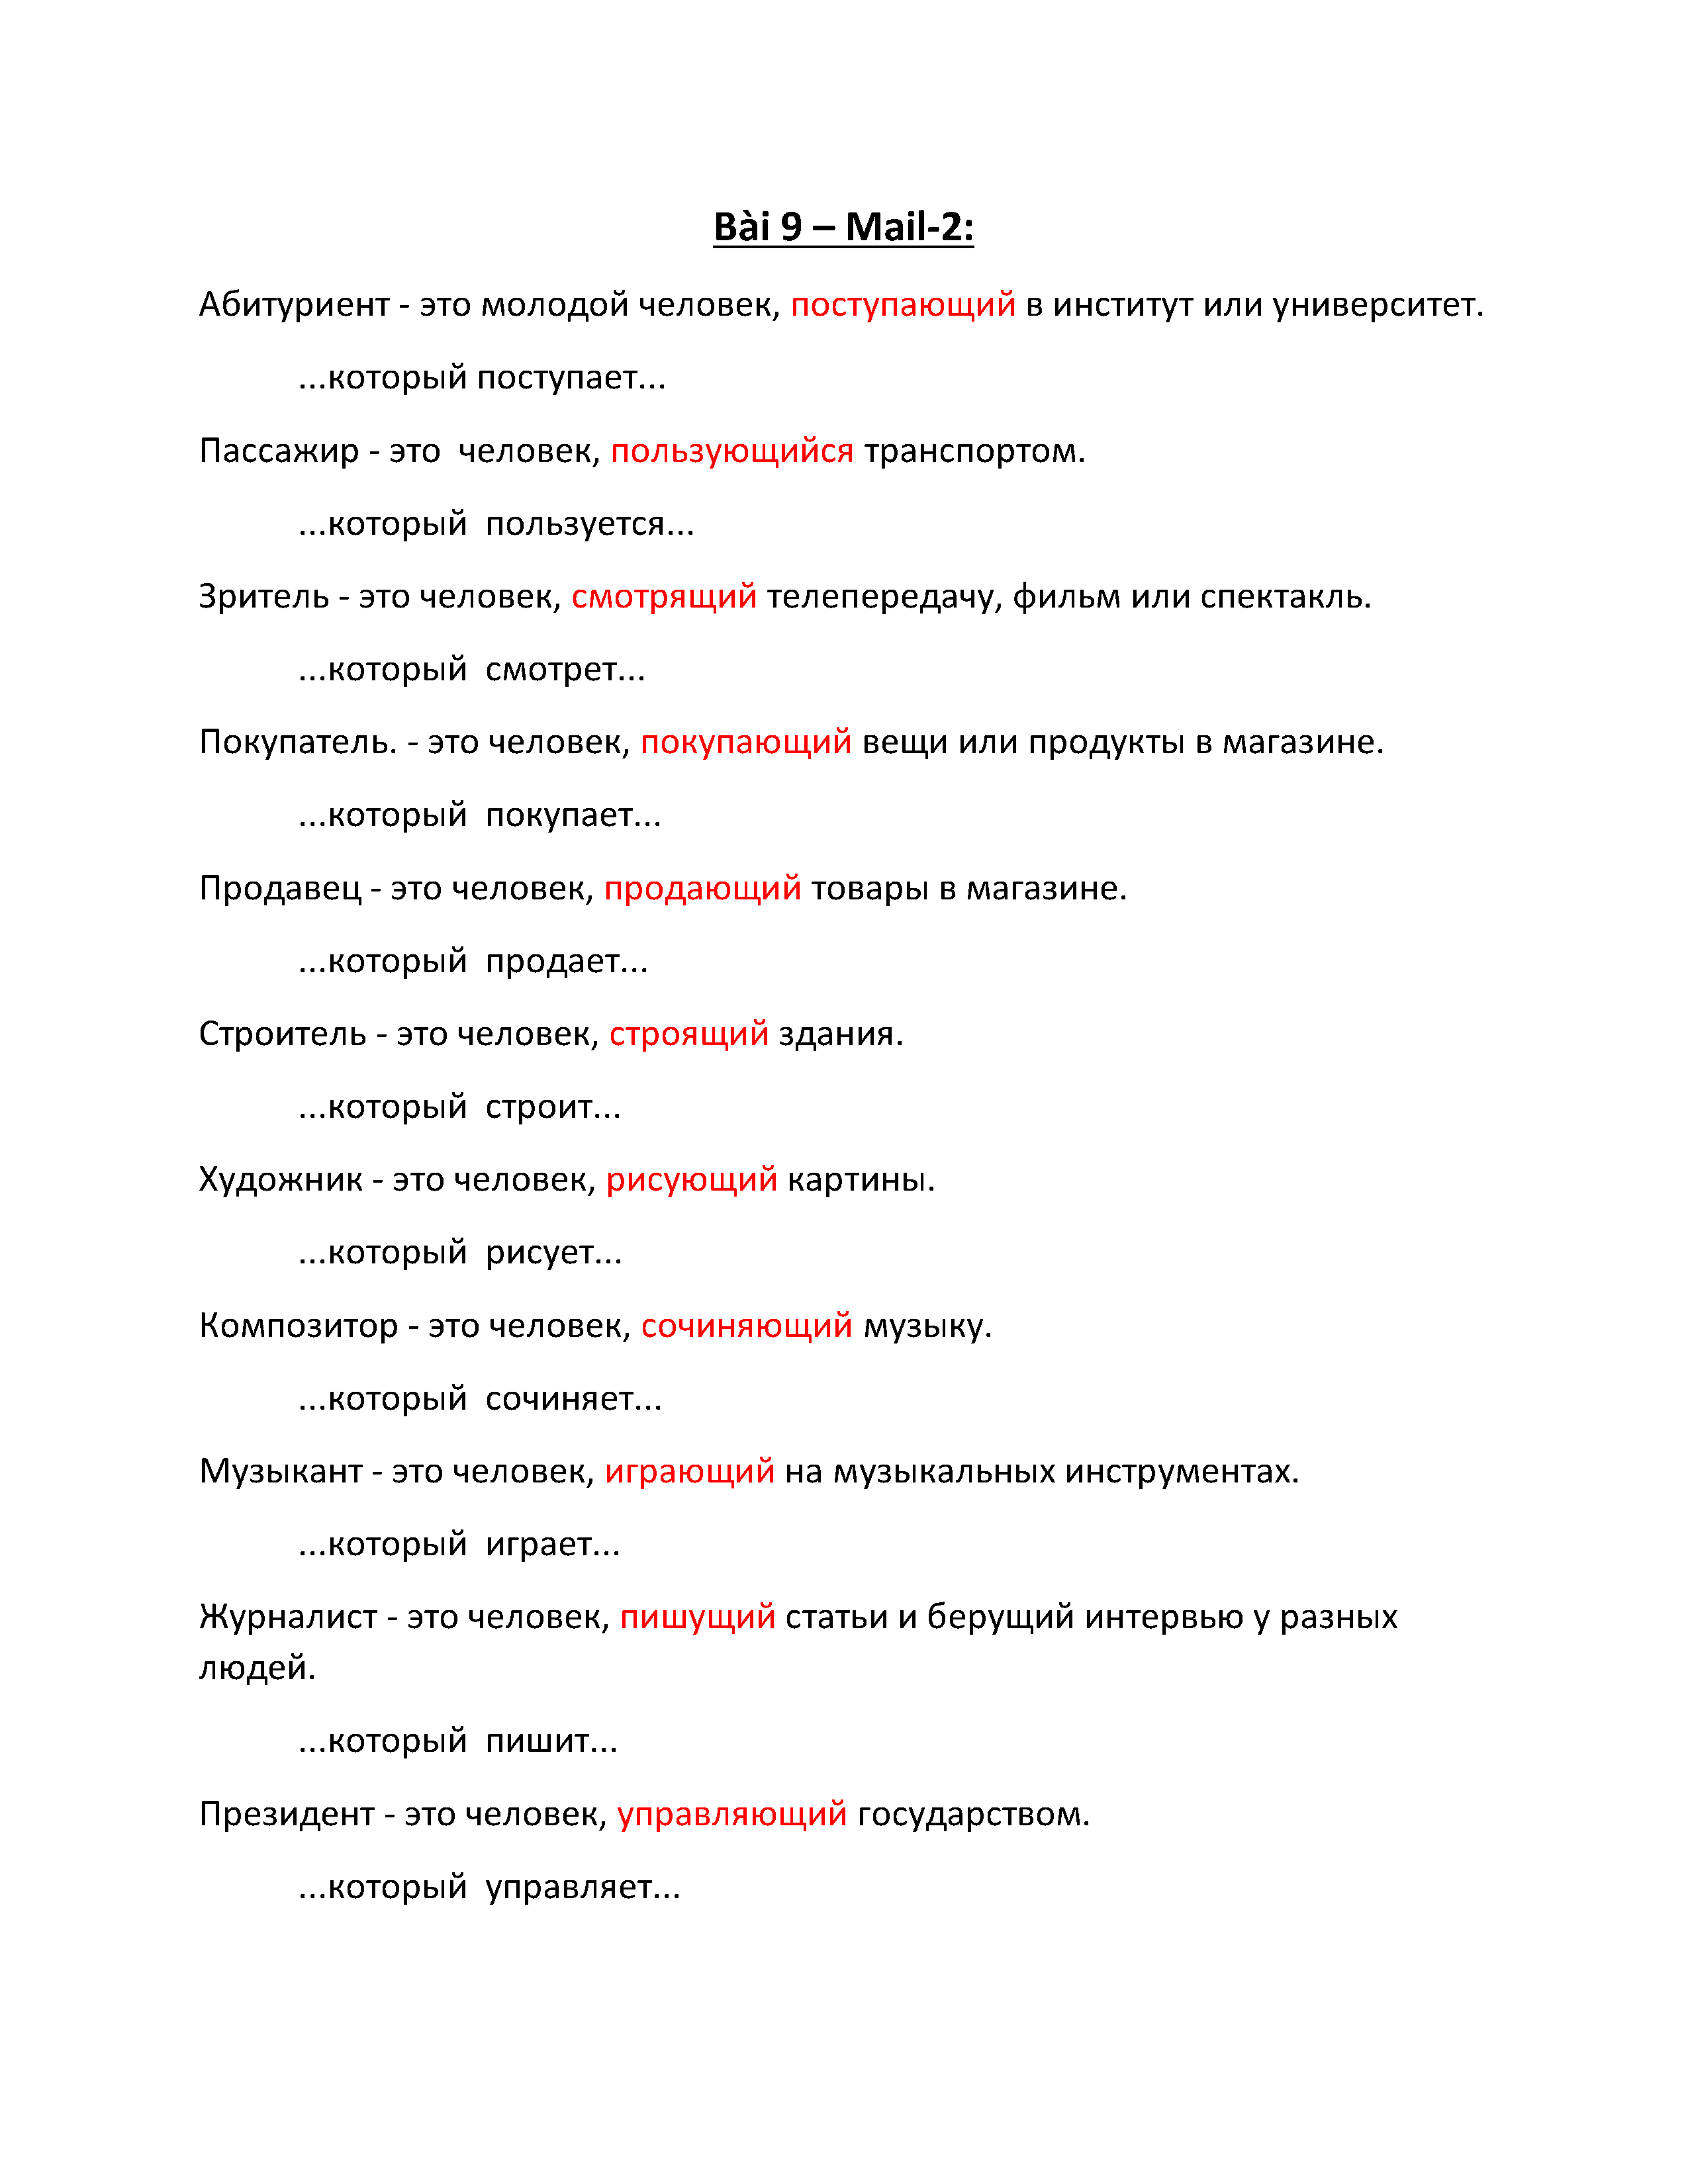 Bài 9 – Mail-2:
Абитуриент - это молодой человек, поступающий в институт или университет.
...который поступает...
Пассажир - это  человек, пользующийся транспортом.
...который  пользуется...
Зритель - это человек, смотрящий телепередачу, фильм или спектакль.
...который  смотрет...
Покупатель. - это человек, покупающий вещи или продукты в магазине.
...который  покупает...
Продавец - это человек, продающий товары в магазине.
...который  продает...
Строитель - это человек, строящий здания.
...который  строит...
Художник - это человек, рисующий картины.
...который  рисует...
Композитор - это человек, сочиняющий музыку.
...который  сочиняет...
Музыкант - это человек, играющий на музыкальных инструментах.
...который  играет...
Журналист - это человек, пишущий статьи и берущий интервью у разных
людей.
...который  пишит...
Президент - это человек, управляющий государством.
...который  управляет...